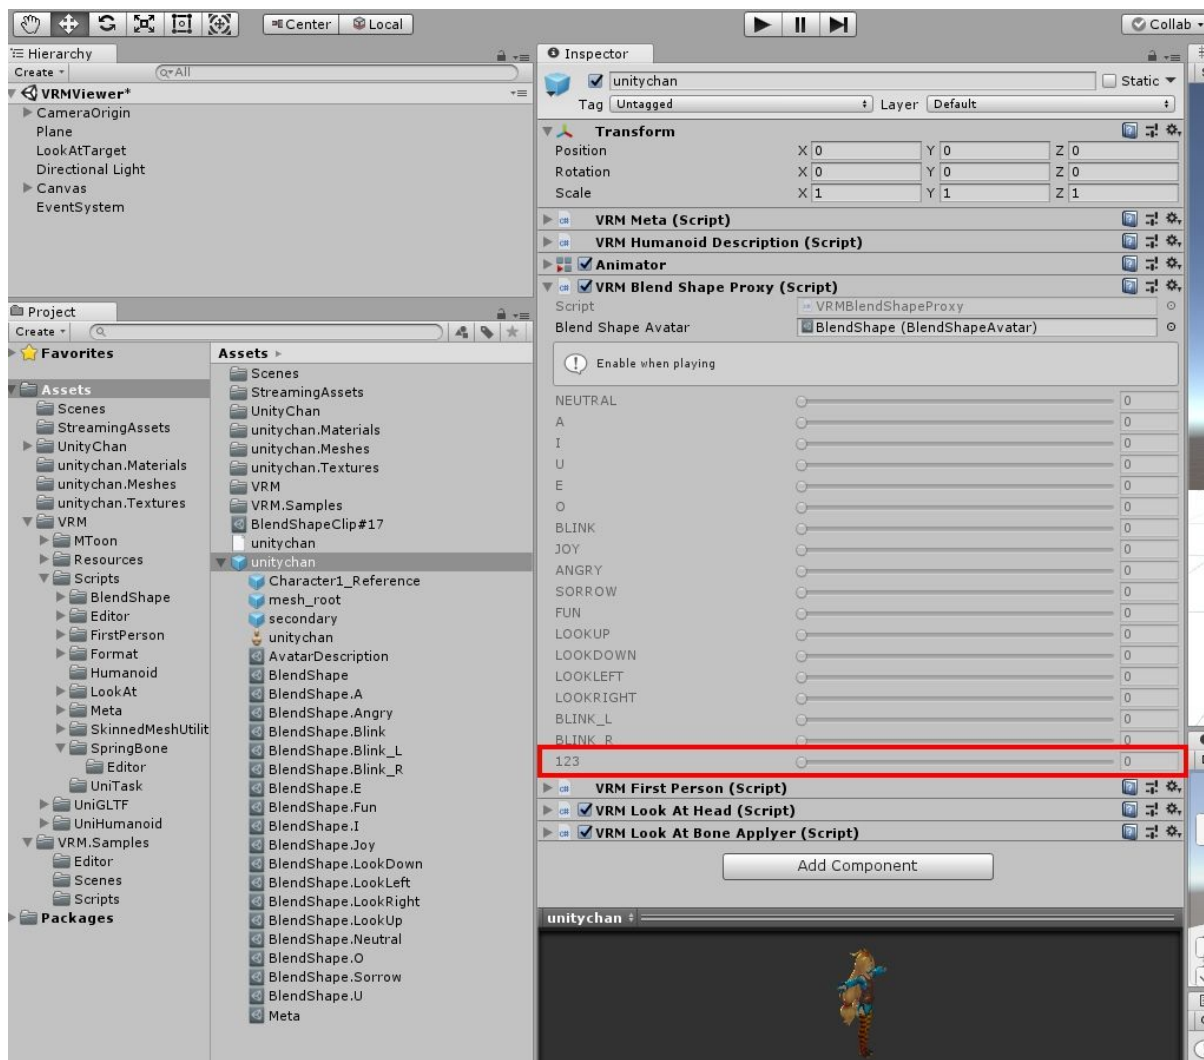 Center Local
Collab
Hierarchy
Create All
VRMViewer*
CameraOrigin
Plane
LookAtTarget
Directional Light
Canvas
EventSystem
Project
Create
Favorites
Assets
Scenes
StreamingAssets
UnityChan
unitychan.Materials
unitychan.Meshes
unitychan.Textures
VRM
MToon
Resources
Scripts
BlendShape
Editor
FirstPerson
Format
Humanoid
LookAt
Meta
SkinnedMeshUtilit
SpringBone
Editor
UniTask
UniGLTF
UniHumanoid
VRM.Samples
Editor
Scenes
Scripts
Packages
Assets
Scenes
StreamingAssets
UnityChan
unitychan.Materials
unitychan.Meshes
unitychan.Textures
VRM
VRM.Samples
BlendShapeClip#17
unitychan
unitychan
Character1_Reference
mesh_root
secondary
unitychan
AvatarDescription
BlendShape
BlendShape.A
BlendShape.Angry
BlendShape.Blink
BlendShape.Blink_L
BlendShape.Blink_R
BlendShape.E
BlendShape.Fun
BlendShape.I
BlendShape.Joy
BlendShape.LookDown
BlendShape.LookLeft
BlendShape.LookRight
BlendShape.LookUp
BlendShape.Neutral
BlendShape.O
BlendShape.Sorrow
BlendShape.U
Meta
Inspector
unitychan Static
Tag Untagged Layer Default
Transform
Position X 0 Y 0 Z 0
Rotation X 0 Y 0 Z 0
Scale X 1 Y 1 Z 1
VRM Meta (Script)
VRM Humanoid Description (Script)
Animator
VRM Blend Shape Proxy (Script)
Script VRMBlendShapeProxy
Blend Shape Avatar BlendShape (BlendShapeAvatar)
Enable when playing
NEUTRAL 0
A 0
I 0
U 0
E 0
O 0
BLINK 0
JOY 0
ANGRY 0
SORROW 0
FUN 0
LOOKUP 0
LOOKDOWN 0
LOOKLEFT 0
LOOKRIGHT 0
BLINK_L 0
BLINK_R 0
123 0
VRM First Person (Script)
VRM Look At Head (Script)
VRM Look At Bone Applyer (Script)
Add Component
unitychan